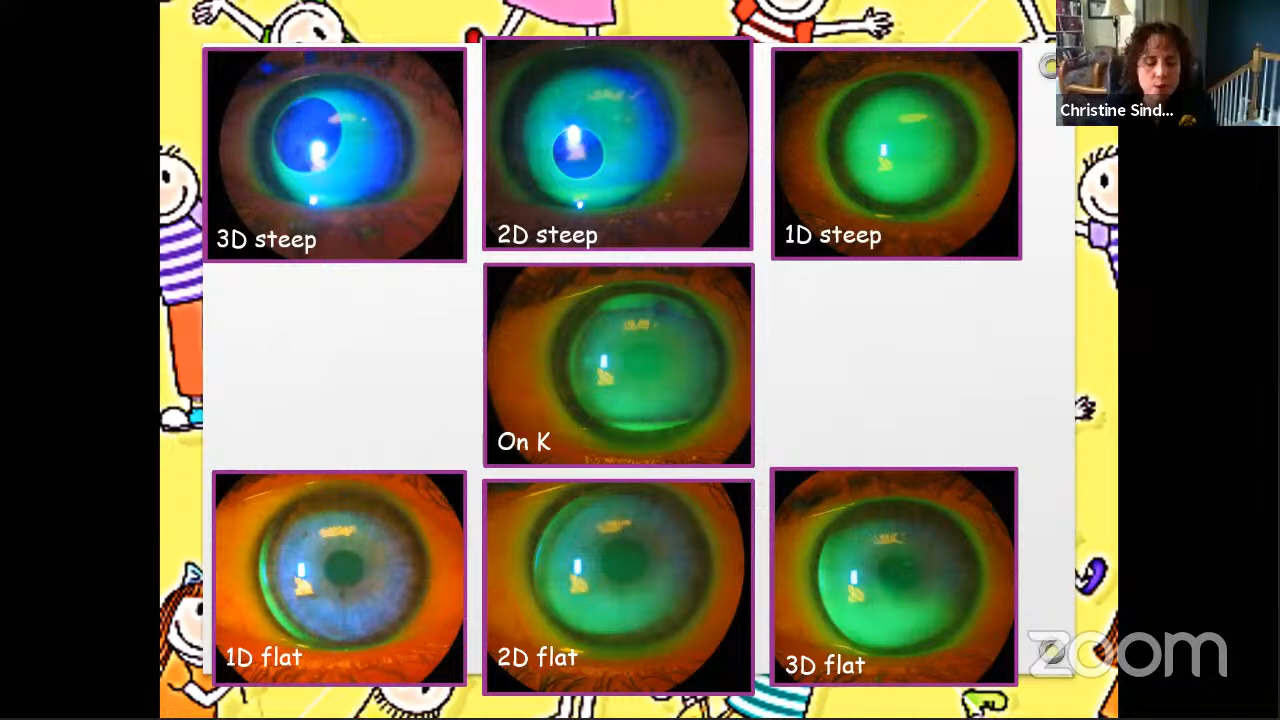 Christine Sind...
3D steep
2D steep
1D steep
On K
1D flat
2D flat
3D flat
zoom